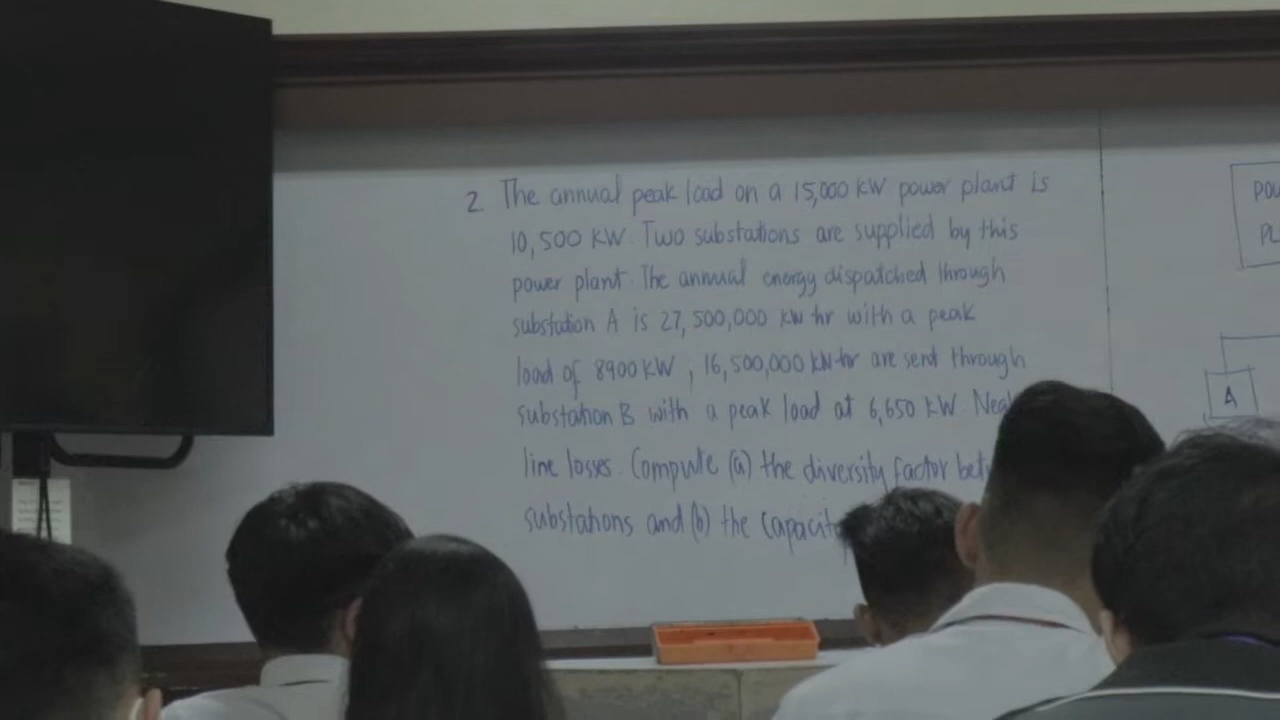 2. The annual peak load on a 15,000 KW power plant is
10,500 KW. Two substations are supplied by this
power plant. The annual energy dispatched through
substation A is 27,500,000 KW hr with a peak
load of 8900 KW ; 16,500,000 KW-hr are sent through
substation B with a peak load at 6,650 KW.
line losses. Compute (a) the diversity factor
substations and (b) the
A